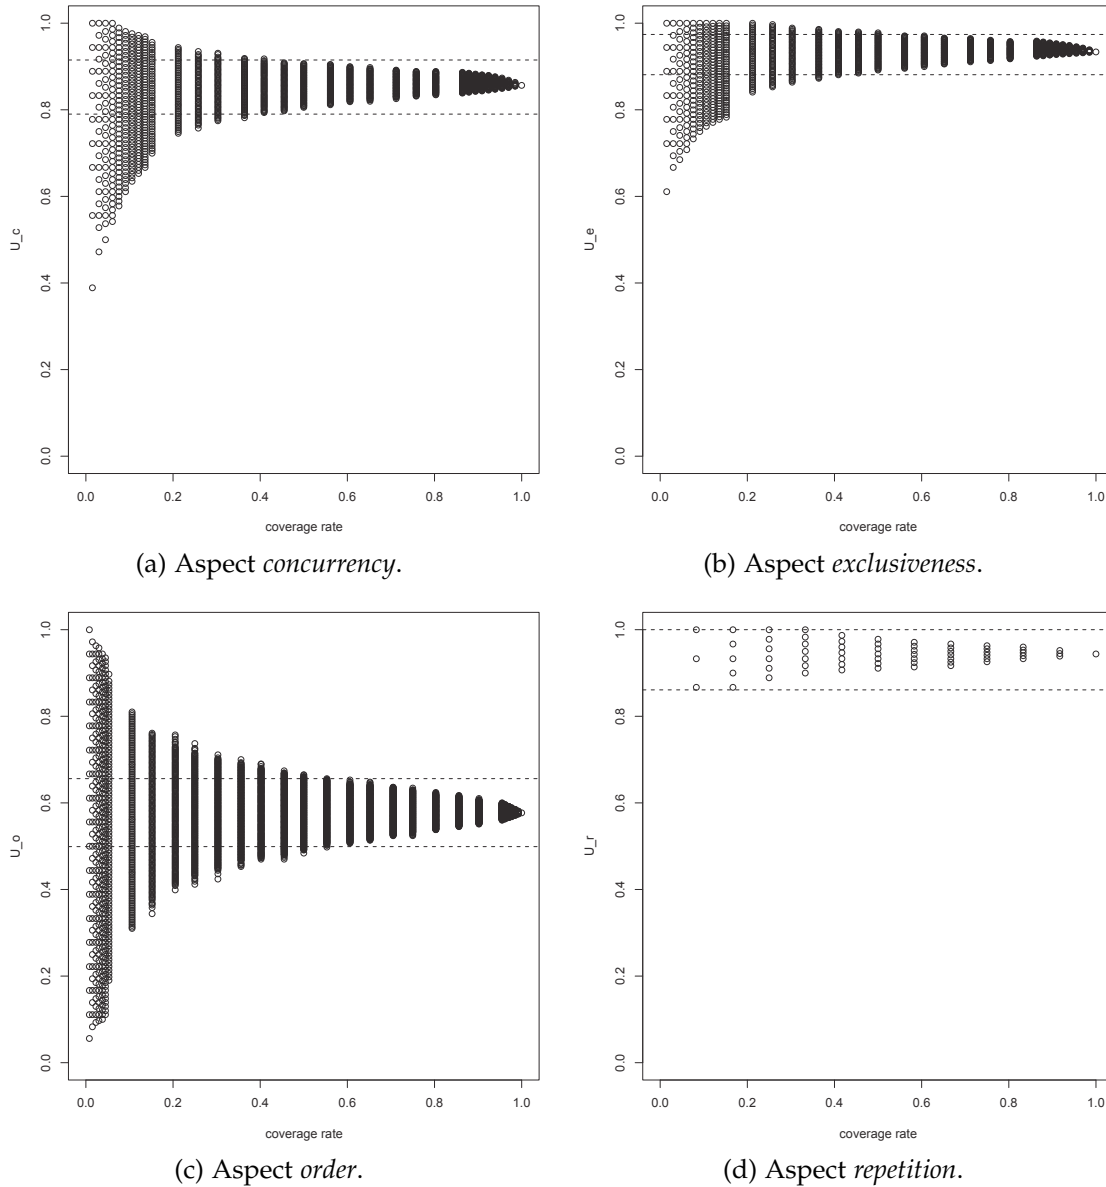 1.0
0.8
0.6
0.4
0.2
0.0
U_c
0.0 0.2 0.4 0.6 0.8 1.0
coverage rate
(a) Aspect concurrency.
1.0
0.8
0.6
0.4
0.2
0.0
U_e
0.0 0.2 0.4 0.6 0.8 1.0
coverage rate
(b) Aspect exclusiveness.
1.0
0.8
0.6
0.4
0.2
0.0
U_o
0.0 0.2 0.4 0.6 0.8 1.0
coverage rate
(c) Aspect order.
1.0
0.8
0.6
0.4
0.2
0.0
U_r
0.0 0.2 0.4 0.6 0.8 1.0
coverage rate
(d) Aspect repetition.